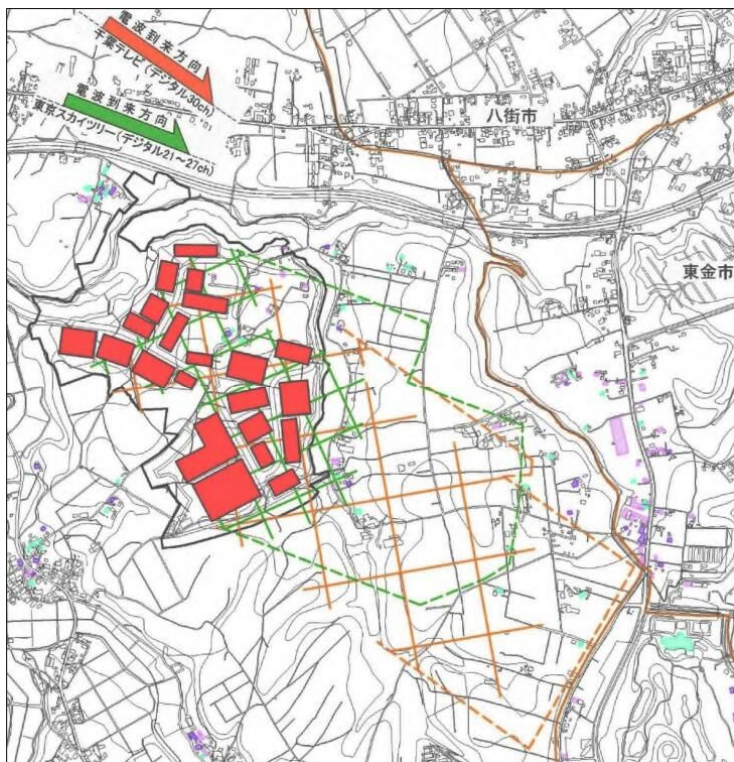 電波到来方向
千葉テレビ(デジタル30ch)
電波到来方向
東京スカイツリー(デジタル21～27ch)
八街市
東金市